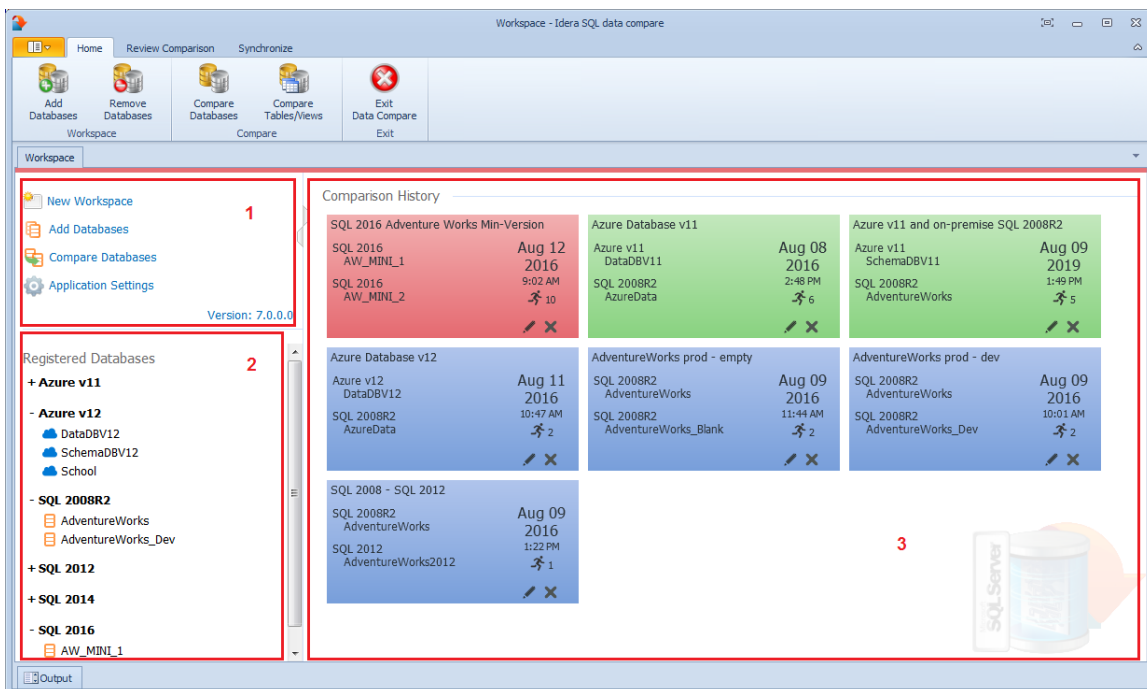 Workspace - Idera SQL data compare
Home Review Comparison Synchronize
Add Databases
Remove Databases
Compare Databases
Compare Tables/Views
Exit Data Compare
Workspace Compare Exit
Workspace
1
New Workspace
Add Databases
Compare Databases
Application Settings
Version: 7.0.0.0
2
Registered Databases
+ Azure v11
- Azure v12
DataDBV12
SchemaDBV12
School
- SQL 2008R2
AdventureWorks
AdventureWorks_Dev
+ SQL 2012
+ SQL 2014
- SQL 2016
AW_MINI_1
Comparison History
SQL 2016 Adventure Works Min-Version
SQL 2016
AW_MINI_1
SQL 2016
AW_MINI_2
Aug 12
2016
9:02 AM
10
Azure Database v11
Azure v11
DataDBV11
SQL 2008R2
AzureData
Aug 08
2016
2:48 PM
6
Azure v11 and on-premise SQL 2008R2
Azure v11
SchemaDBV11
SQL 2008R2
AdventureWorks
Aug 09
2019
1:49 PM
5
Azure Database v12
Azure v12
DataDBV12
SQL 2008R2
AzureData
Aug 11
2016
10:47 AM
2
AdventureWorks prod - empty
SQL 2008R2
AdventureWorks
SQL 2008R2
AdventureWorks_Blank
Aug 09
2016
11:44 AM
2
AdventureWorks prod - dev
SQL 2008R2
AdventureWorks
SQL 2008R2
AdventureWorks_Dev
Aug 09
2016
10:01 AM
2
SQL 2008 - SQL 2012
SQL 2008R2
AdventureWorks
SQL 2012
AdventureWorks2012
Aug 09
2016
1:22 PM
1
3
SQL Server
Output